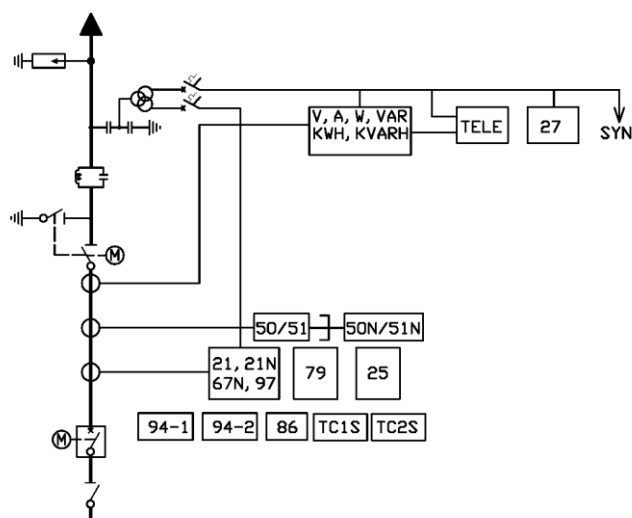 V, A, W, VAR
KWH, KVARH
TELE
27
SYN
M
50/51
50N/51N
21, 21N
67N, 97
79
25
94-1
94-2
86
TC1S
TC2S
M